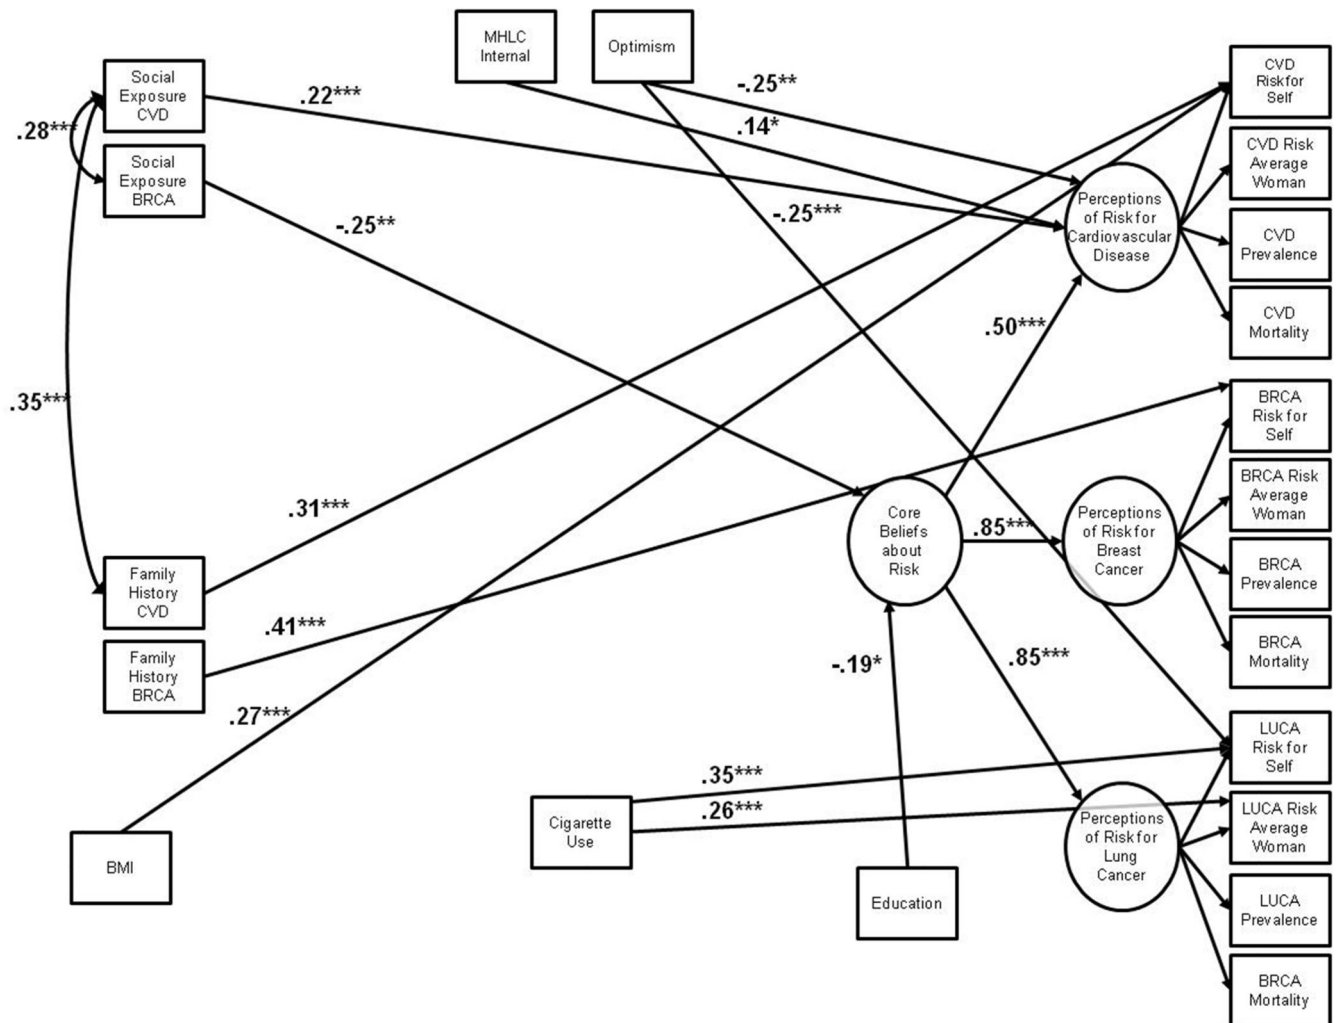 MHLC
Internal
Optimism
Social
Exposure
CVD
.28***
Social
Exposure
BRCA
.22***
-.25**
.14*
-.25***
-.25**
CVD
Risk for
Self
CVD Risk
Average
Woman
CVD
Prevalence
CVD
Mortality
Perceptions
of Risk for
Cardiovascular
Disease
.50***
.35***
.31***
BRCA
Risk for
Self
BRCA Risk
Average
Woman
BRCA
Prevalence
BRCA
Mortality
Core
Beliefs
about
Risk
.85***
Perceptions
of Risk for
Breast
Cancer
Family
History
CVD
.41***
Family
History
BRCA
.27***
-.19*
.85***
LUCA
Risk for
Self
LUCA Risk
Average
Woman
LUCA
Prevalence
BRCA
Mortality
.35***
.26***
Cigarette
Use
Perceptions
of Risk for
Lung
Cancer
BMI
Education